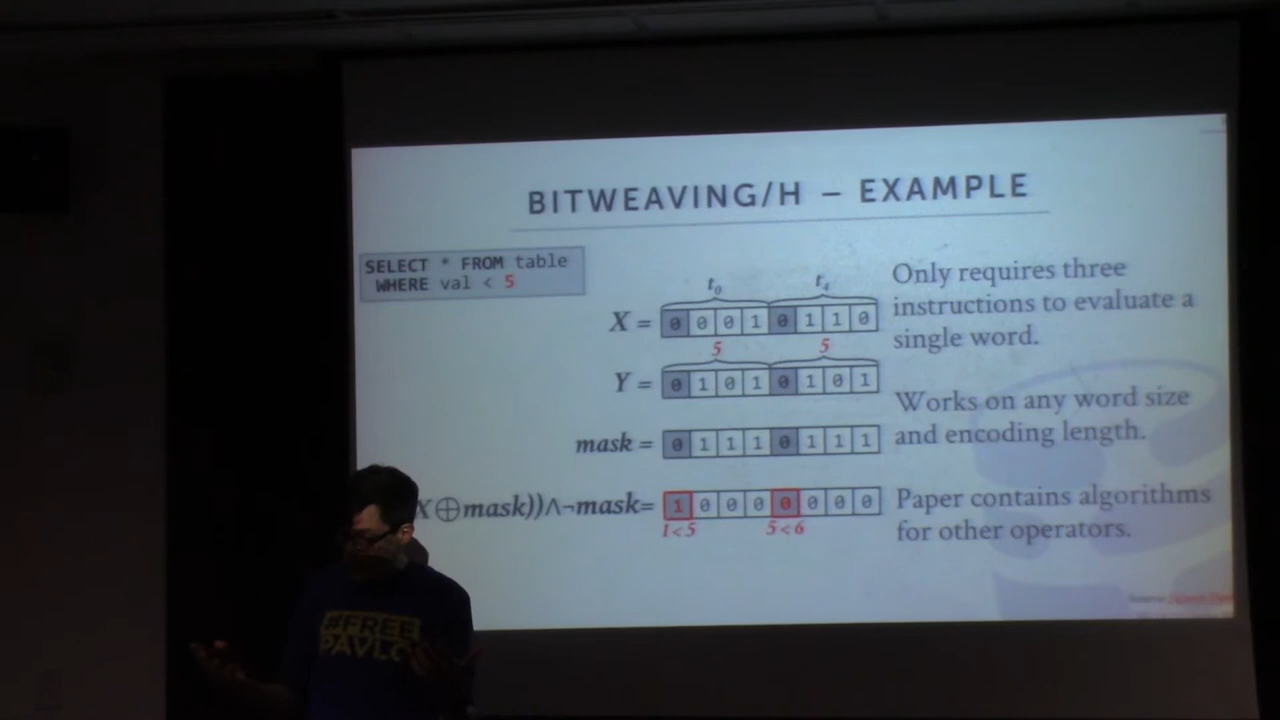 BITWEAVING/H – EXAMPLE
SELECT * FROM table
WHERE val < 5
t0 t4
X = 0 0 0 1 0 1 1 0
5 5
Y = 0 1 0 1 0 1 0 1
mask = 0 1 1 1 0 1 1 1
X⊕mask))∧¬mask= 1 0 0 0 0 0 0 0
1<5 5<6
Only requires three
instructions to evaluate a
single word.
Works on any word size
and encoding length.
Paper contains algorithms
for other operators.
#FREE
PAVLO